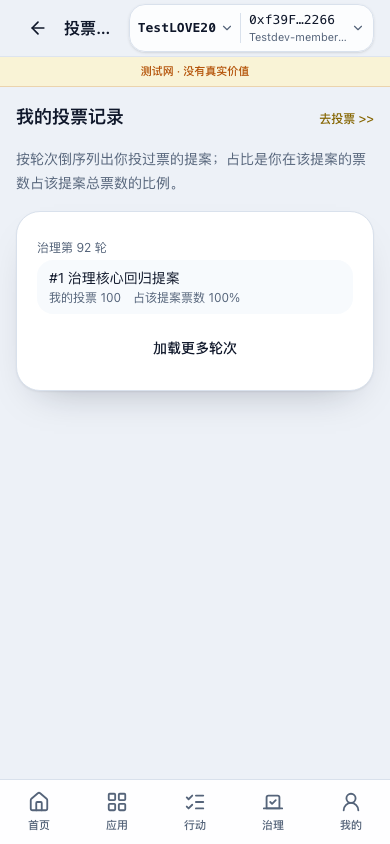 投票...
TestLOVE20
0xf39F…2266
Testdev-member...
测试网 · 没有真实价值
我的投票记录
去投票 >>
按轮次倒序列出你投过票的提案；占比是你在该提案的票
数占该提案总票数的比例。
治理第 92 轮
#1 治理核心回归提案
我的投票 100 占该提案票数 100%
加载更多轮次
首页
应用
行动
治理
我的